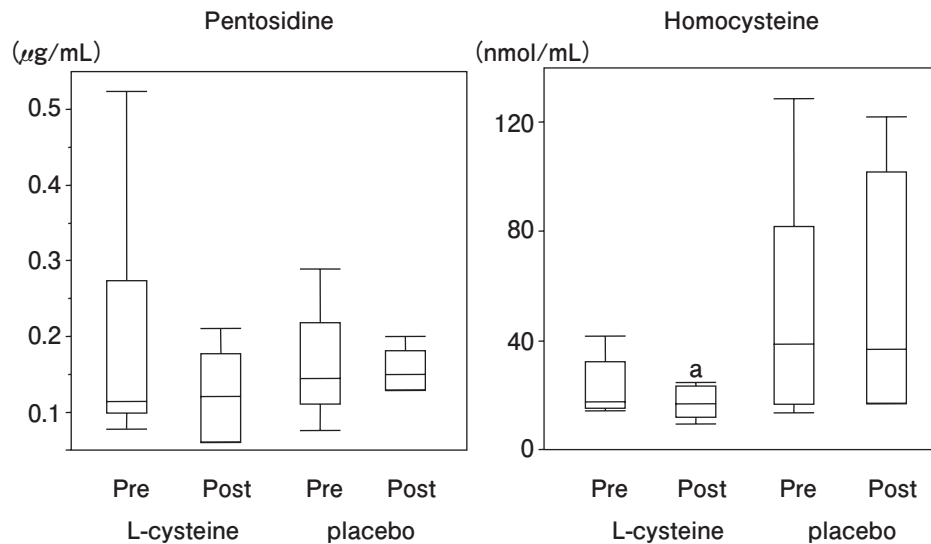 Pentosidine
(μg/mL)
0.5
0.4
0.3
0.2
0.1
Pre Post Pre Post
L-cysteine placebo
Homocysteine
(nmol/mL)
120
80
40
0
a
Pre Post Pre Post
L-cysteine placebo